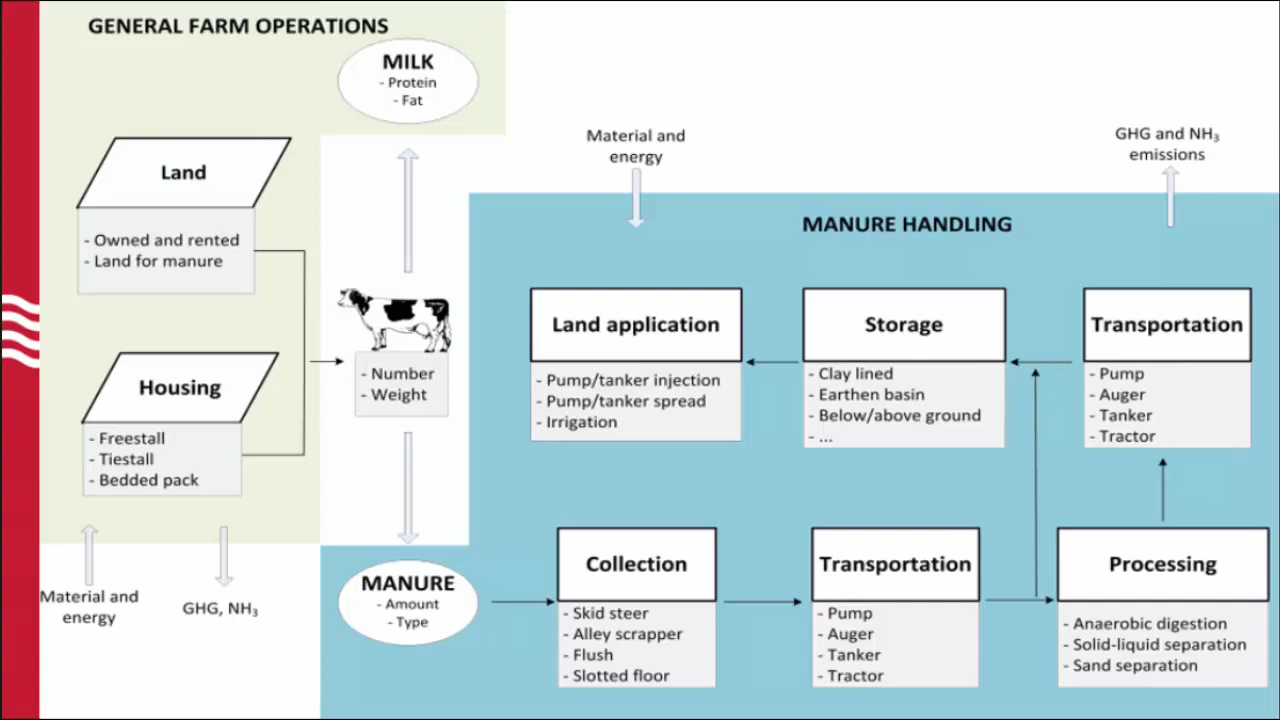 GENERAL FARM OPERATIONS
MILK
- Protein
- Fat
Land
- Owned and rented
- Land for manure
Housing
- Freestall
- Tiestall
- Bedded pack
- Number
- Weight
Material and
energy
GHG, NH₃
MANURE
- Amount
- Type
Material and
energy
GHG and NH₃
emissions
MANURE HANDLING
Land application
- Pump/tanker injection
- Pump/tanker spread
- Irrigation
Storage
- Clay lined
- Earthen basin
- Below/above ground
- ...
Transportation
- Pump
- Auger
- Tanker
- Tractor
Collection
- Skid steer
- Alley scrapper
- Flush
- Slotted floor
Transportation
- Pump
- Auger
- Tanker
- Tractor
Processing
- Anaerobic digestion
- Solid-liquid separation
- Sand separation